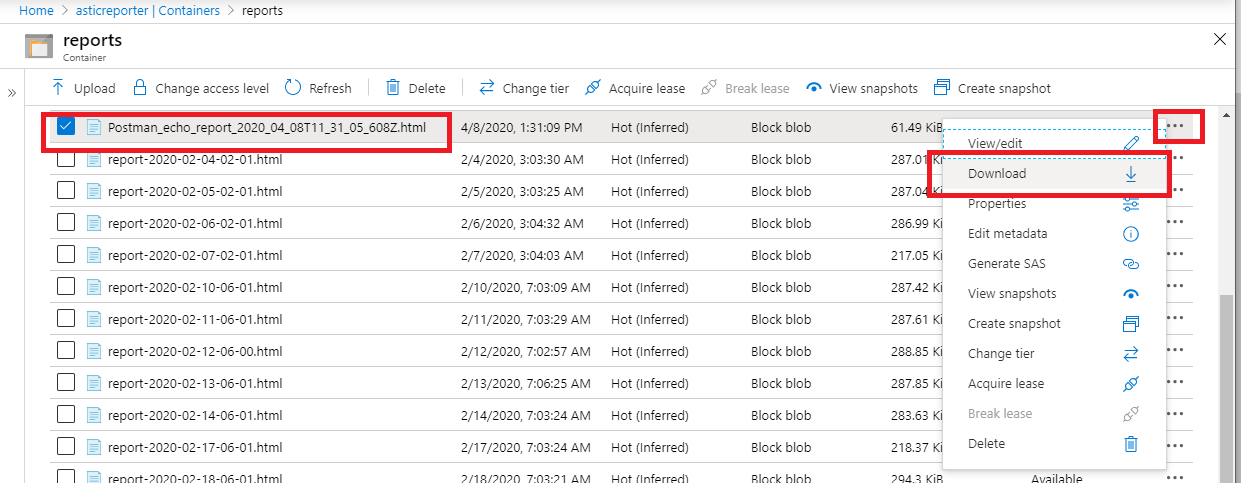 Home > asticreporter | Containers > reports
reports
Container
»
Upload Change access level Refresh Delete Change tier Acquire lease Break lease View snapshots Create snapshot
Postman_echo_report_2020_04_08T11_31_05_608Z.html 4/8/2020, 1:31:09 PM Hot (Inferred) Block blob 61.49 KiB
report-2020-02-04-02-01.html 2/4/2020, 3:03:30 AM Hot (Inferred) Block blob 287.01
report-2020-02-05-02-01.html 2/5/2020, 3:03:25 AM Hot (Inferred) Block blob 287.04
report-2020-02-06-02-01.html 2/6/2020, 3:04:32 AM Hot (Inferred) Block blob 286.99 Ki
report-2020-02-07-02-01.html 2/7/2020, 3:04:03 AM Hot (Inferred) Block blob 217.05 Ki
report-2020-02-10-06-01.html 2/10/2020, 7:03:09 AM Hot (Inferred) Block blob 287.42 Ki
report-2020-02-11-06-01.html 2/11/2020, 7:03:29 AM Hot (Inferred) Block blob 287.61 Ki
report-2020-02-12-06-00.html 2/12/2020, 7:02:57 AM Hot (Inferred) Block blob 288.85 Ki
report-2020-02-13-06-01.html 2/13/2020, 7:06:25 AM Hot (Inferred) Block blob 287.85 Ki
report-2020-02-14-06-01.html 2/14/2020, 7:03:24 AM Hot (Inferred) Block blob 283.63 Ki
report-2020-02-17-06-01.html 2/17/2020, 7:03:24 AM Hot (Inferred) Block blob 218.37 Ki
report-2020-02-18-06-01.html 2/18/2020, 7:03:21 AM Hot (Inferred) Block blob 294.3 KiB Available
View/edit
Download
Properties
Edit metadata
Generate SAS
View snapshots
Create snapshot
Change tier
Acquire lease
Break lease
Delete